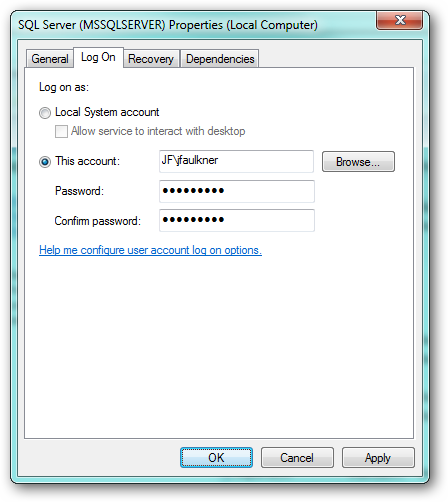 SQL Server (MSSQLSERVER) Properties (Local Computer)
General Log On Recovery Dependencies
Log on as:
Local System account
Allow service to interact with desktop
This account: JF\jfaulkner Browse...
Password: ●●●●●●●●●
Confirm password: ●●●●●●●●●
Help me configure user account log on options.
OK Cancel Apply